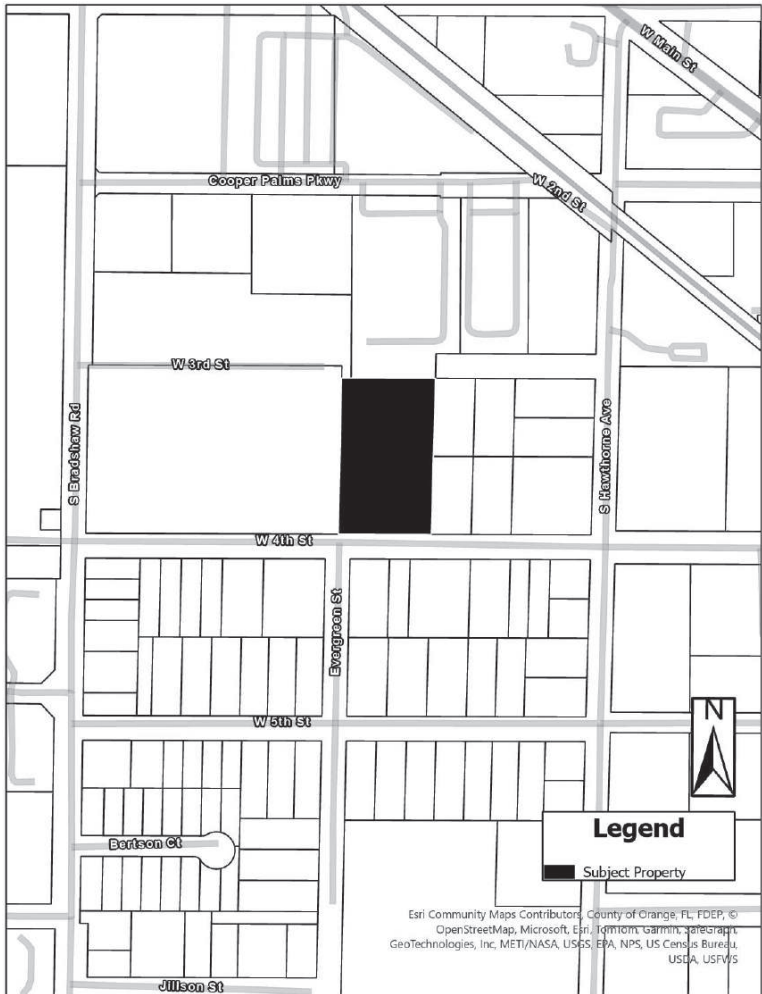 W Main St
Cooper Palms Pkwy
W 2nd St
W 3rd St
S Bradshaw Rd
S Hawthorne Ave
W 4th St
Evergreen St
W 5th St
N
Legend
Bertson Ct
Subject Property
Esri Community Maps Contributors, County of Orange, FL, FDEP, ©
OpenStreetMap, Microsoft, Esri, TomTom, Garmin, SafeGraph,
GeoTechnologies, Inc, METI/NASA, USGS, EPA, NPS, US Census Bureau,
USDA, USFWS
Jillson St